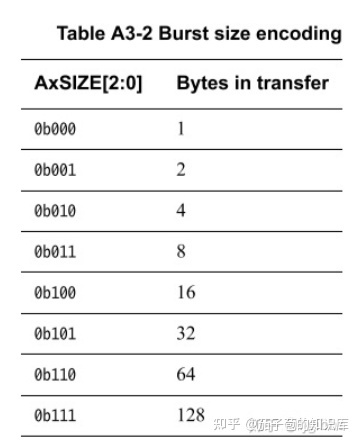 Table A3-2 Burst size encoding
AxSIZE[2:0] Bytes in transfer
0b000 1
0b001 2
0b010 4
0b011 8
0b100 16
0b101 32
0b110 64
0b111 128
知乎